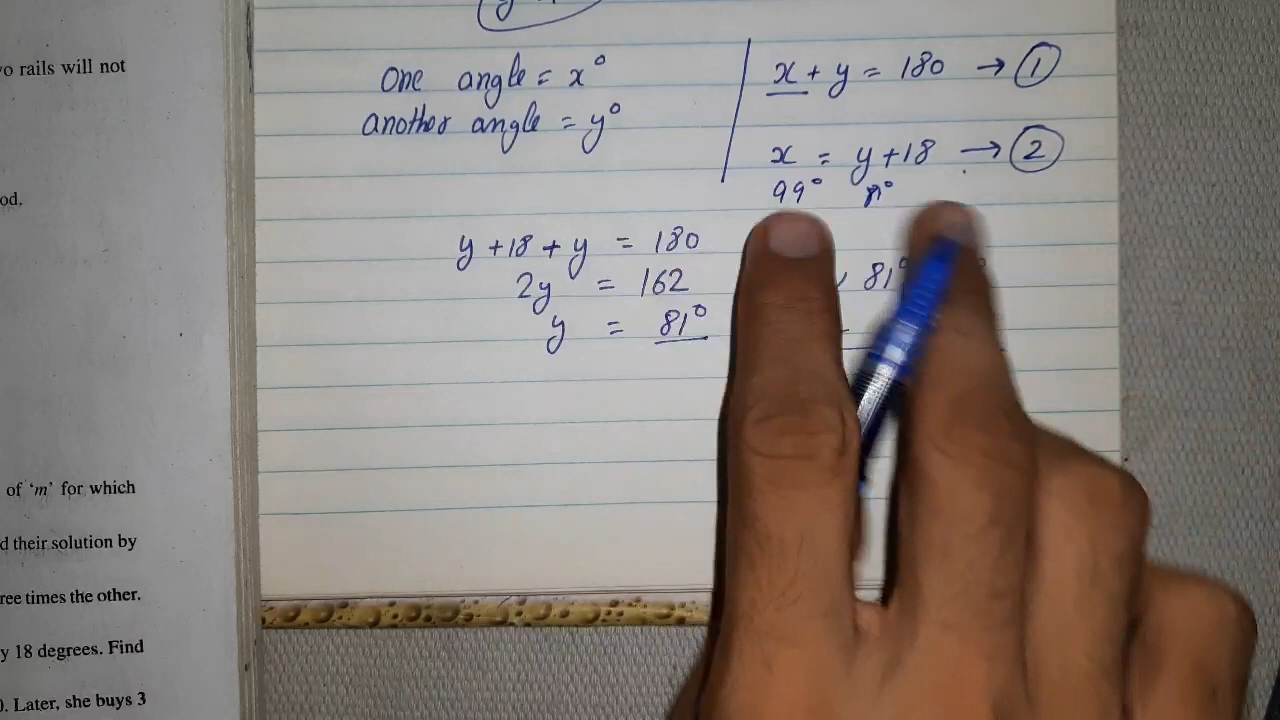 o rails will not
od.
of 'm' for which
d their solution by
ree times the other.
y 18 degrees. Find
). Later, she buys 3
One angle = x°
another angle = y°
x + y = 180 → 1
x = y + 18 → 2
99° 81°
y + 18 + y = 180
2y = 162
y = 81°
81°